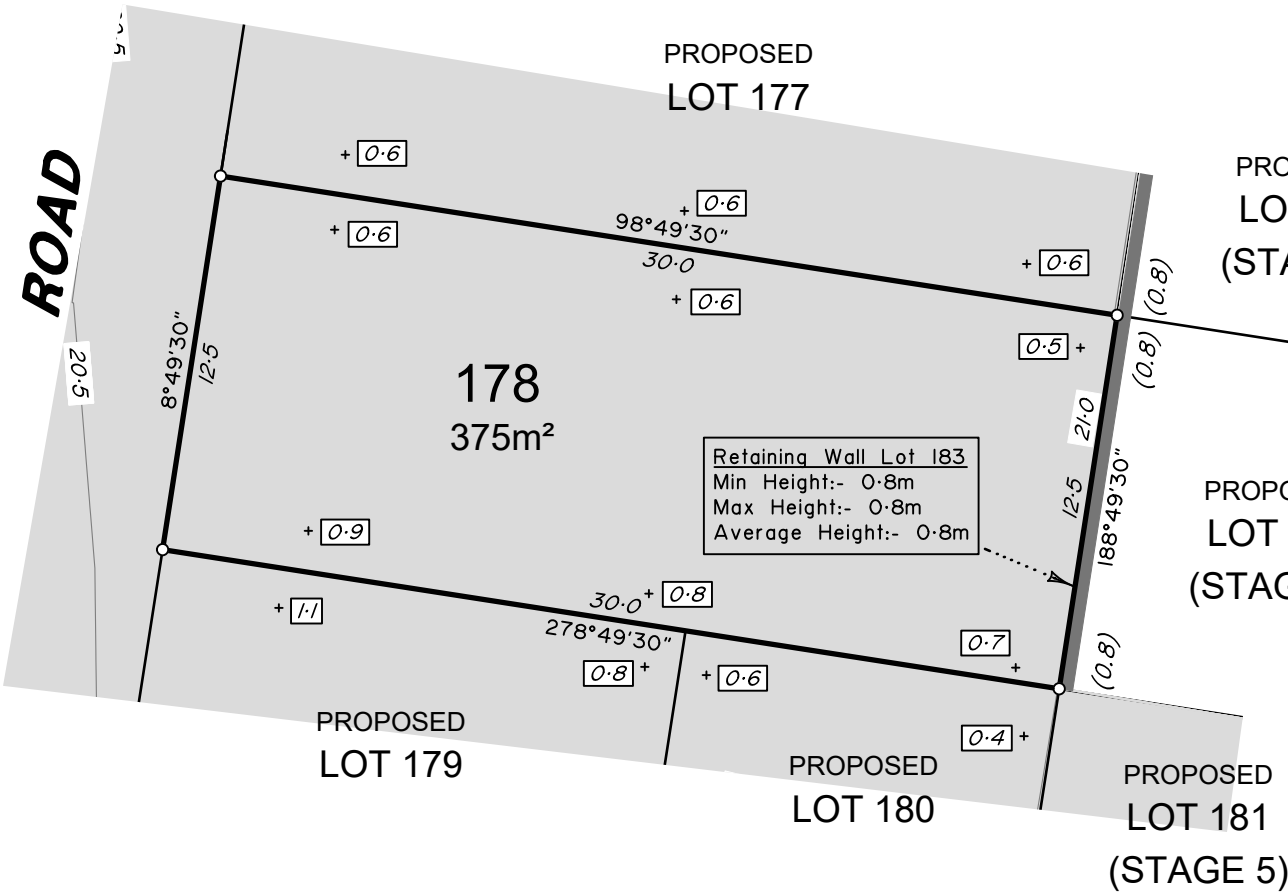 PROPOSED
LOT 177
ROAD
0·6
0·6
0·6
0·6
98°49'30"
30·0
0·6
0·6
(0.8)
0·5
(0.8)
20·5
8°49'30"
12·5
178
375m²
21·0
12·5
188°49'30"
Retaining Wall Lot 183
Min Height:- 0·8m
Max Height:- 0·8m
Average Height:- 0·8m
(STAGE
LOT
0·9
1·1
30·0
0·8
278°49'30"
0·8
0·6
0·7
(0.8)
0·4
PROPOSED
LOT 179
PROPOSED
LOT 180
PROPOSED
LOT 181
(STAGE 5)